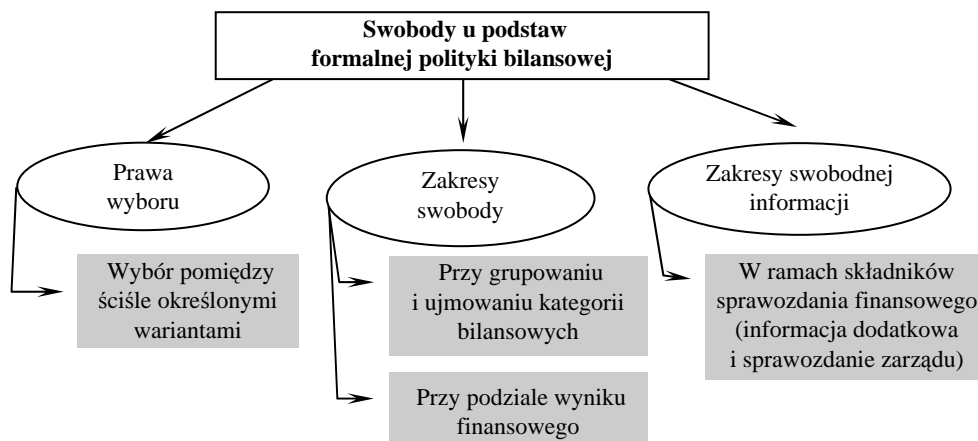 Swobody u podstaw
formalnej polityki bilansowej
Prawa
wyboru
Zakresy
swobody
Zakresy swobodnej
informacji
Wybór pomiędzy
ściśle określonymi
wariantami
Przy grupowaniu
i ujmowaniu kategorii
bilansowych
W ramach składników
sprawozdania finansowego
(informacja dodatkowa
i sprawozdanie zarządu)
Przy podziale wyniku
finansowego